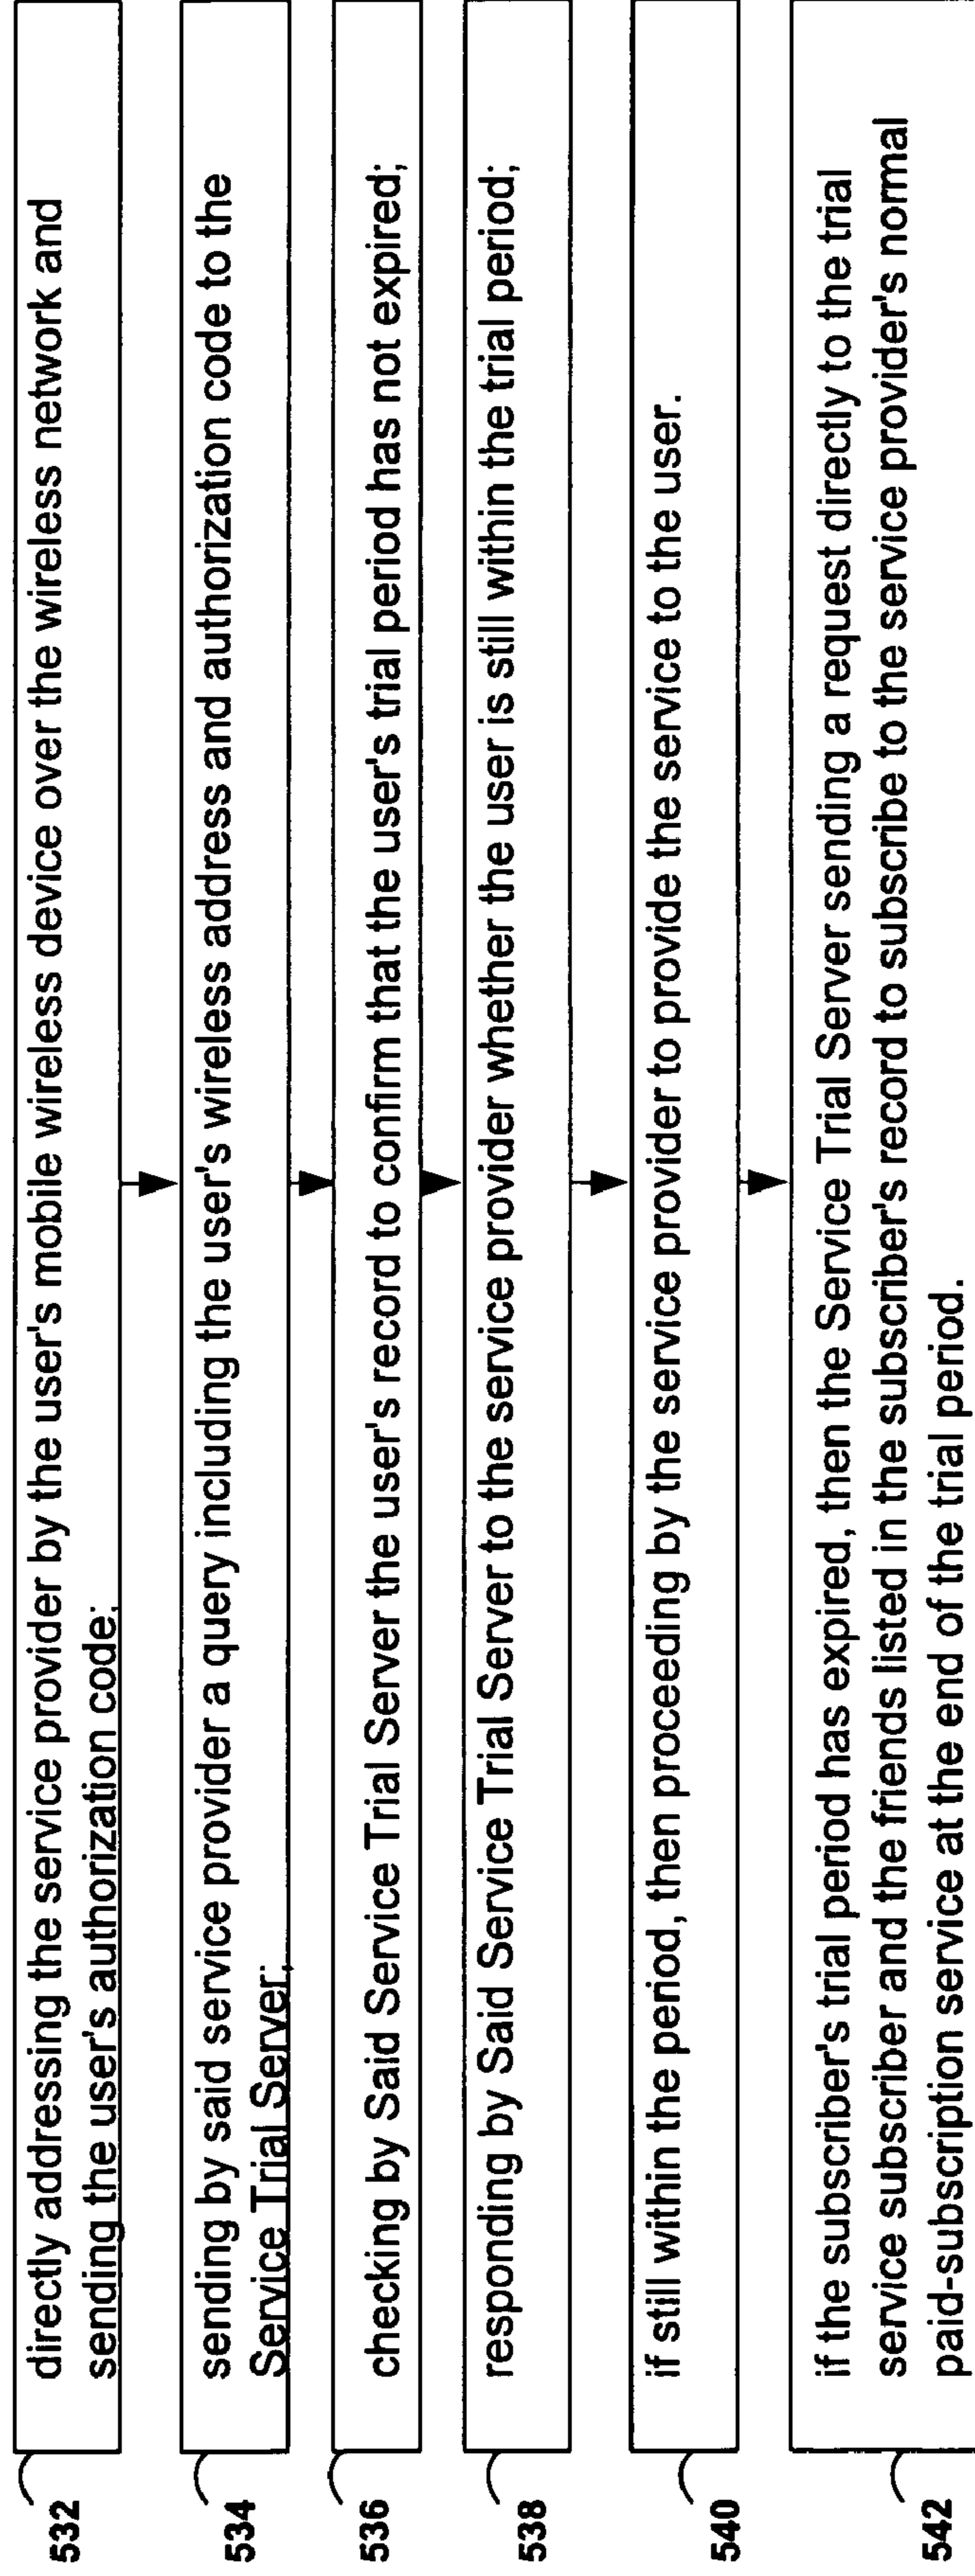 532
directly addressing the service provider by the user's mobile wireless device over the wireless network and
sending the user's authorization code;
534
sending by said service provider a query including the user's wireless address and authorization code to the
Service Trial Server;
536
checking by Said Service Trial Server the user's record to confirm that the user's trial period has not expired;
538
responding by Said Service Trial Server to the service provider whether the user is still within the trial period;
540
if still within the period, then proceeding by the service provider to provide the service to the user.
542
if the subscriber's trial period has expired, then the Service Trial Server sending a request directly to the trial
service subscriber and the friends listed in the subscriber's record to subscribe to the service provider's normal
paid-subscription service at the end of the trial period.